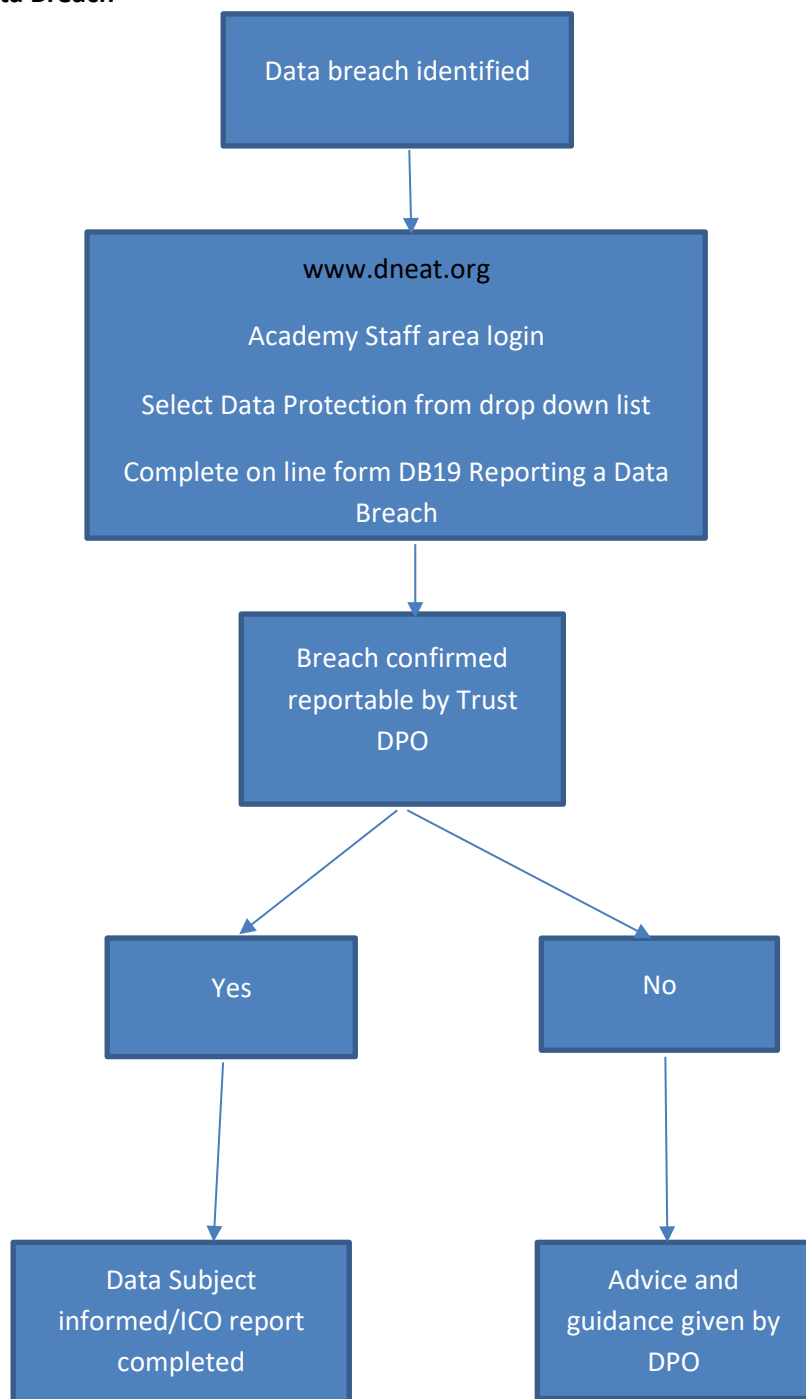 Data breach identified
www.dneat.org
Academy Staff area login
Select Data Protection from drop down list
Complete on line form DB19 Reporting a Data
Breach
Breach confirmed
reportable by Trust
DPO
Yes
No
Data Subject
informed/ICO report
completed
Advice and
guidance given by
DPO